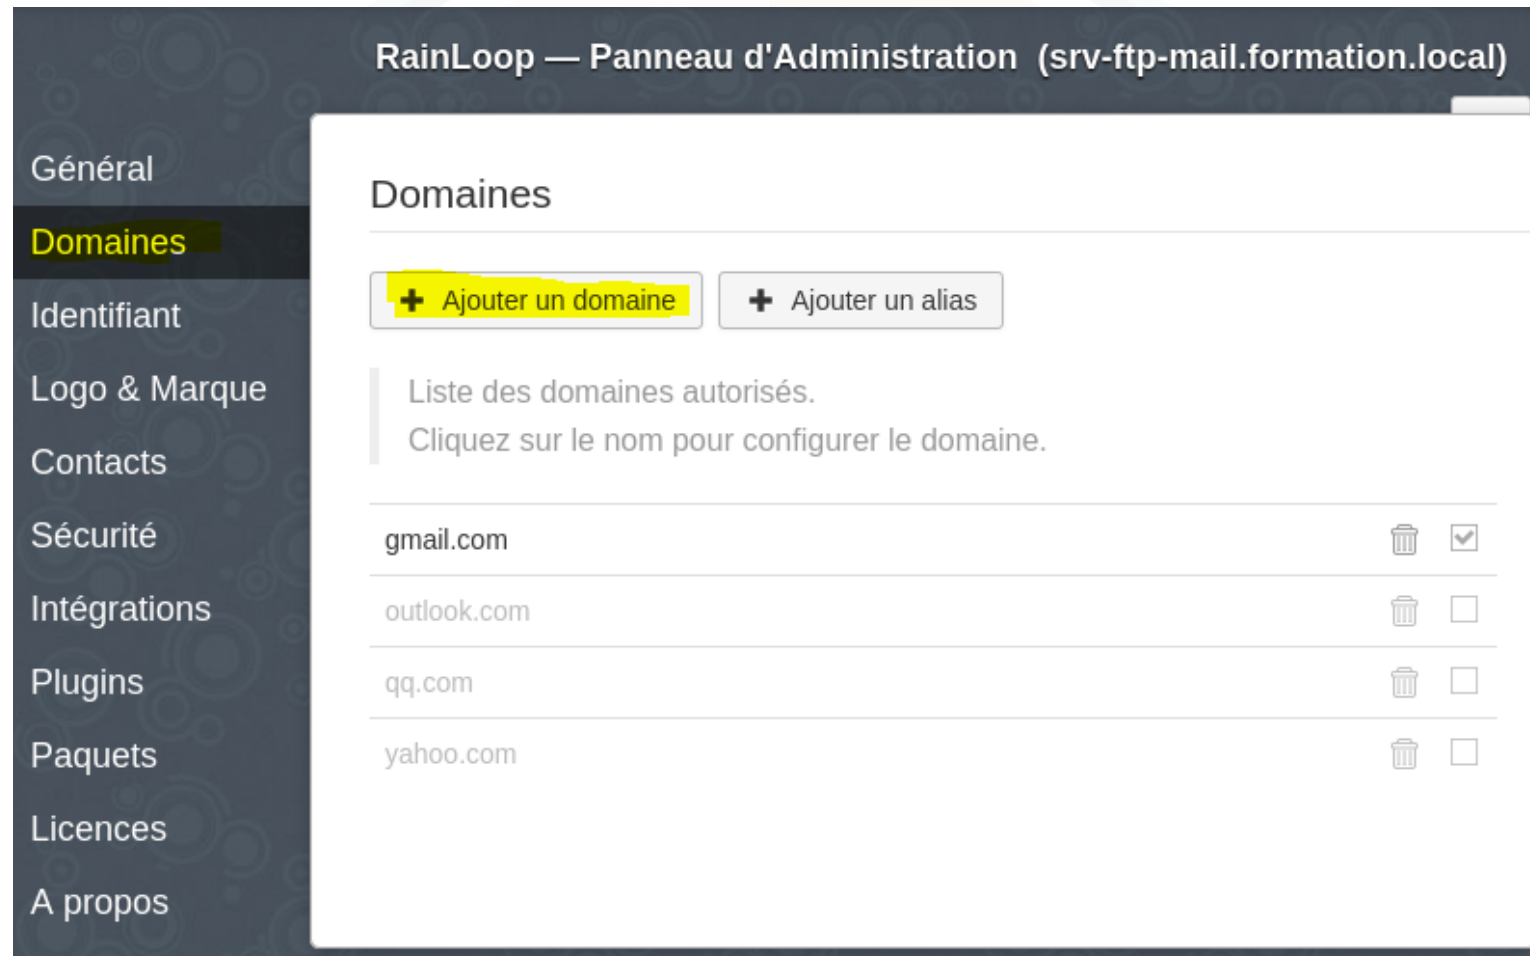 RainLoop — Panneau d'Administration (srv-ftp-mail.formation.local)
Général
Domaines
Identifiant
Logo & Marque
Contacts
Sécurité
Intégrations
Plugins
Paquets
Licences
A propos
Domaines
Ajouter un domaine
Ajouter un alias
Liste des domaines autorisés.
Cliquez sur le nom pour configurer le domaine.
gmail.com
outlook.com
qq.com
yahoo.com